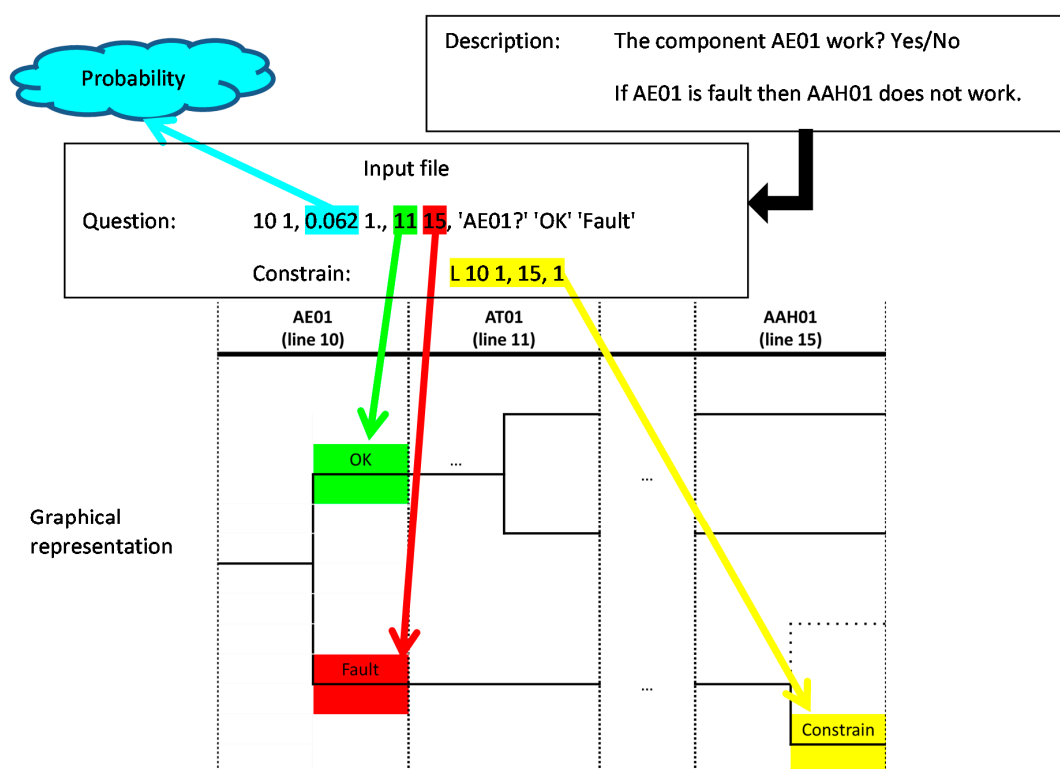 Description: The component AE01 work? Yes/No
If AE01 is fault then AAH01 does not work.
Probability
Input file
Question: 10 1, 0.062 1., 11 15, 'AE01?' 'OK' 'Fault'
Constrain: L 10 1, 15, 1
AE01
(line 10)
AT01
(line 11)
AAH01
(line 15)
OK
...
...
Graphical
representation
Fault
...
Constrain